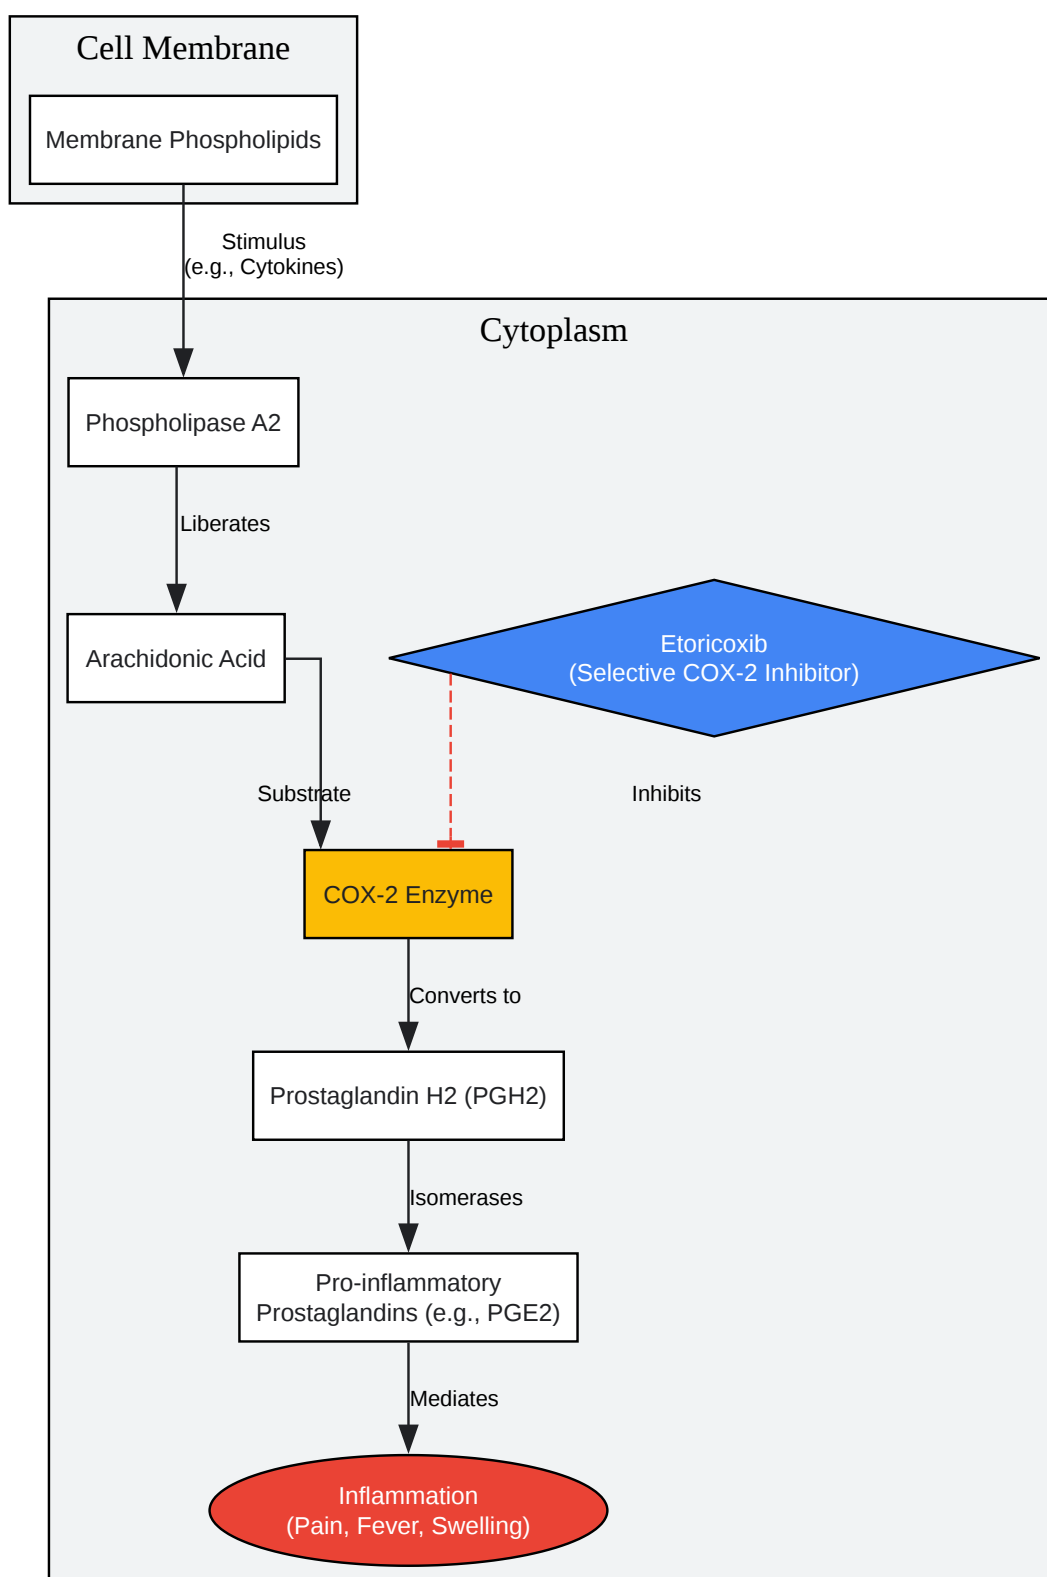 Cell Membrane
Membrane Phospholipids
Stimulus
(e.g., Cytokines)
Cytoplasm
Phospholipase A2
Liberates
Arachidonic Acid
Etoricoxib
(Selective COX-2 Inhibitor)
Substrate
Inhibits
COX-2 Enzyme
Converts to
Prostaglandin H2 (PGH2)
Isomerases
Pro-inflammatory
Prostaglandins (e.g., PGE2)
Mediates
Inflammation
(Pain, Fever, Swelling)